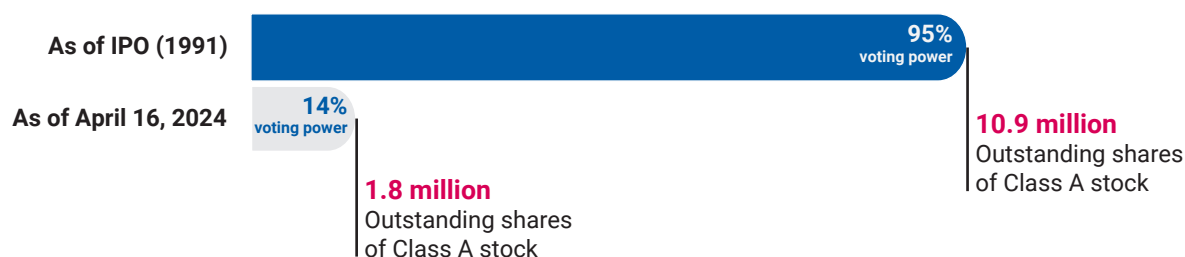 As of IPO (1991)
95%
voting power
As of April 16, 2024
14%
voting power
10.9 million
Outstanding shares
of Class A stock
1.8 million
Outstanding shares
of Class A stock